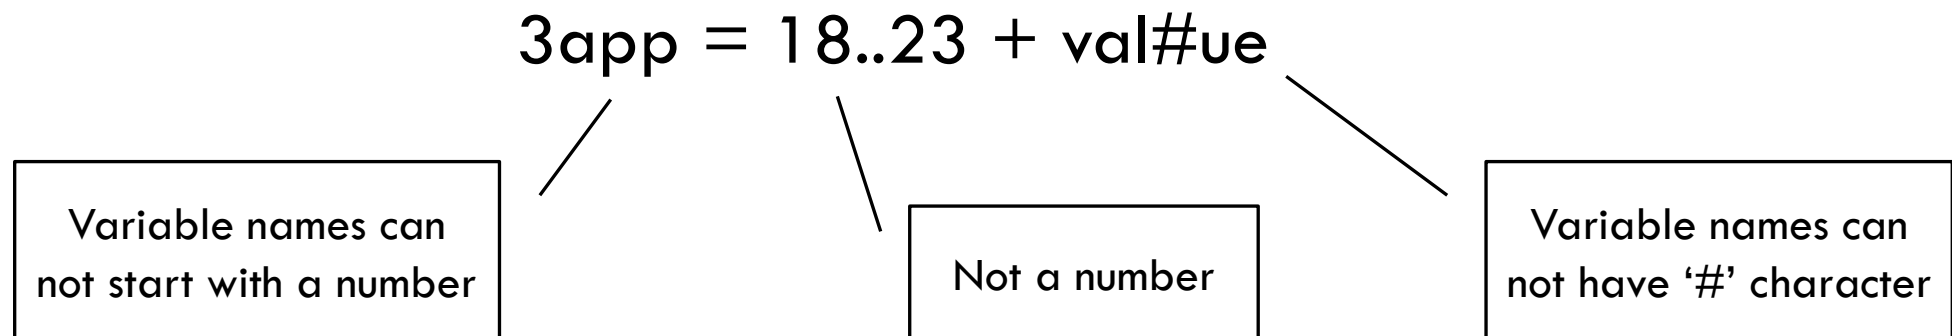 3app = 18..23 + val#ue
Variable names can
not start with a number
Not a number
Variable names can
not have ‘#’ character